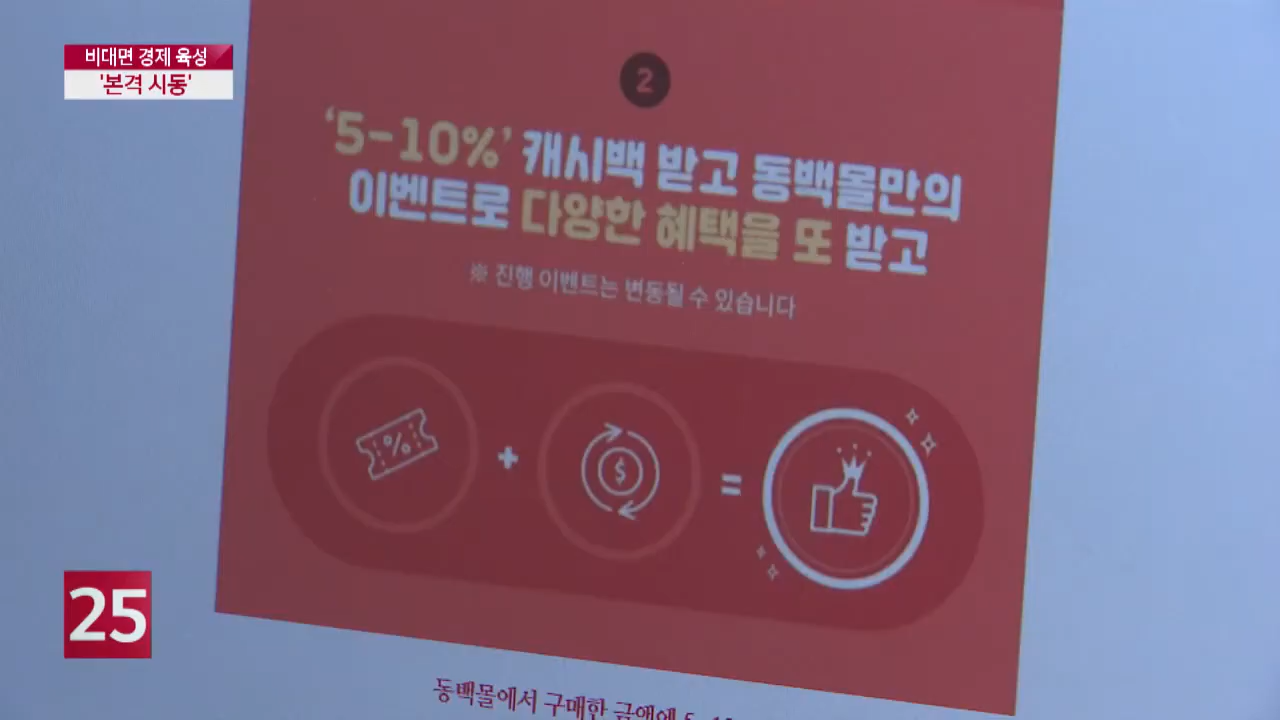 비대면 경제 육성
'본격 시동'
2
'5-10%' 캐시백 받고 동백몰만의
이벤트로 다양한 혜택을 또 받고
※ 진행 이벤트는 변동될 수 있습니다
%
+
$
=
25
동백몰에서 구매한 금액에 5